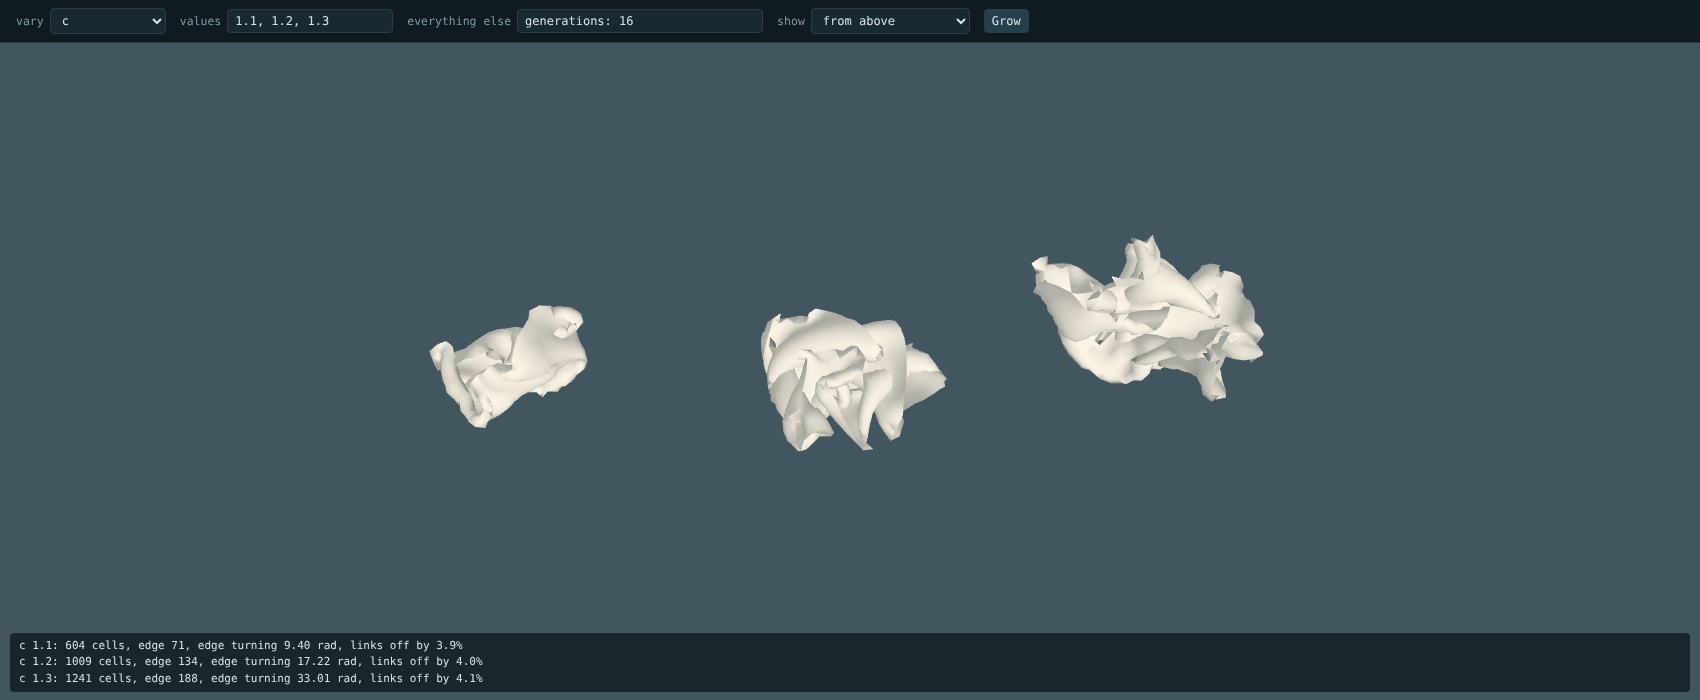 vary c values 1.1, 1.2, 1.3 everything else generations: 16 show from above Grow
c 1.1: 604 cells, edge 71, edge turning 9.40 rad, links off by 3.9%
c 1.2: 1009 cells, edge 134, edge turning 17.22 rad, links off by 4.0%
c 1.3: 1241 cells, edge 188, edge turning 33.01 rad, links off by 4.1%